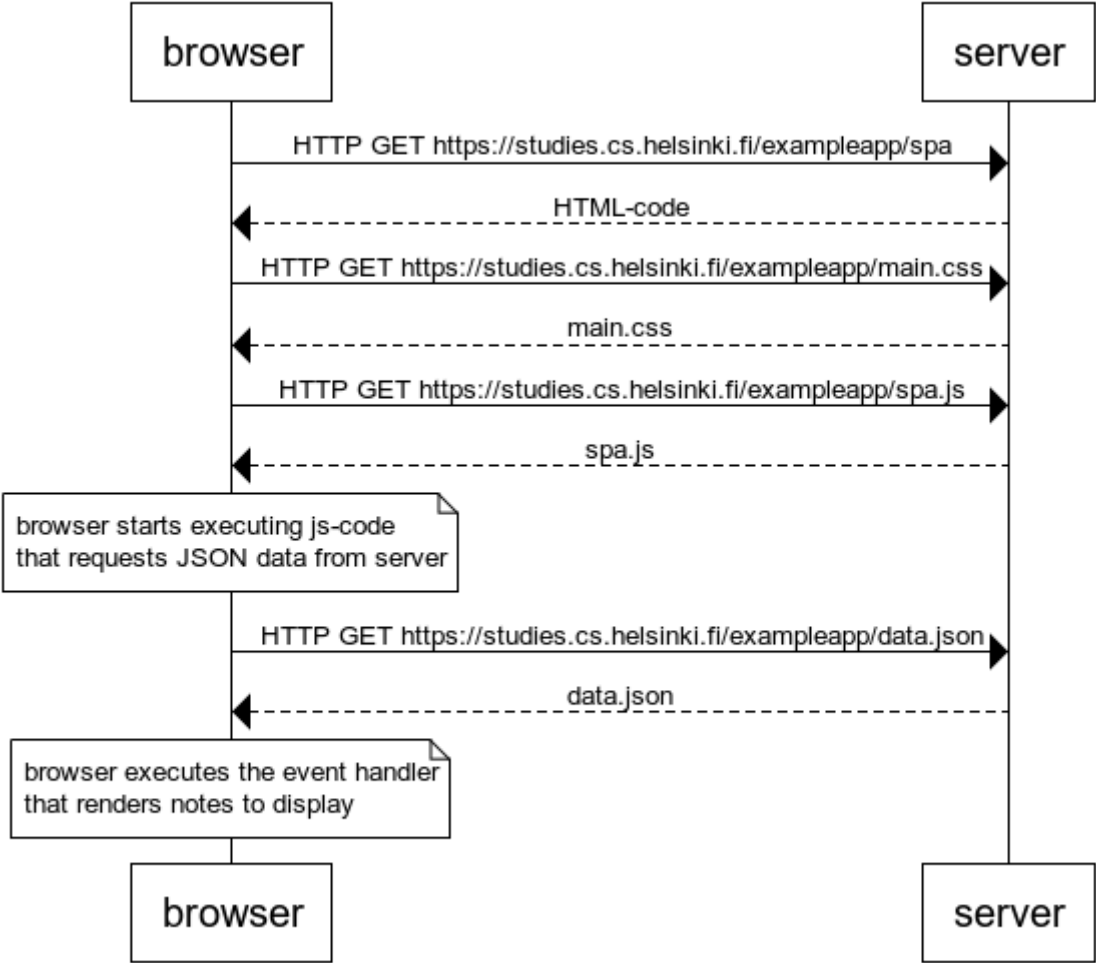 browser
server
HTTP GET https://studies.cs.helsinki.fi/exampleapp/spa
HTML-code
HTTP GET https://studies.cs.helsinki.fi/exampleapp/main.css
main.css
HTTP GET https://studies.cs.helsinki.fi/exampleapp/spa.js
spa.js
browser starts executing js-code
that requests JSON data from server
HTTP GET https://studies.cs.helsinki.fi/exampleapp/data.json
data.json
browser executes the event handler
that renders notes to display
browser
server